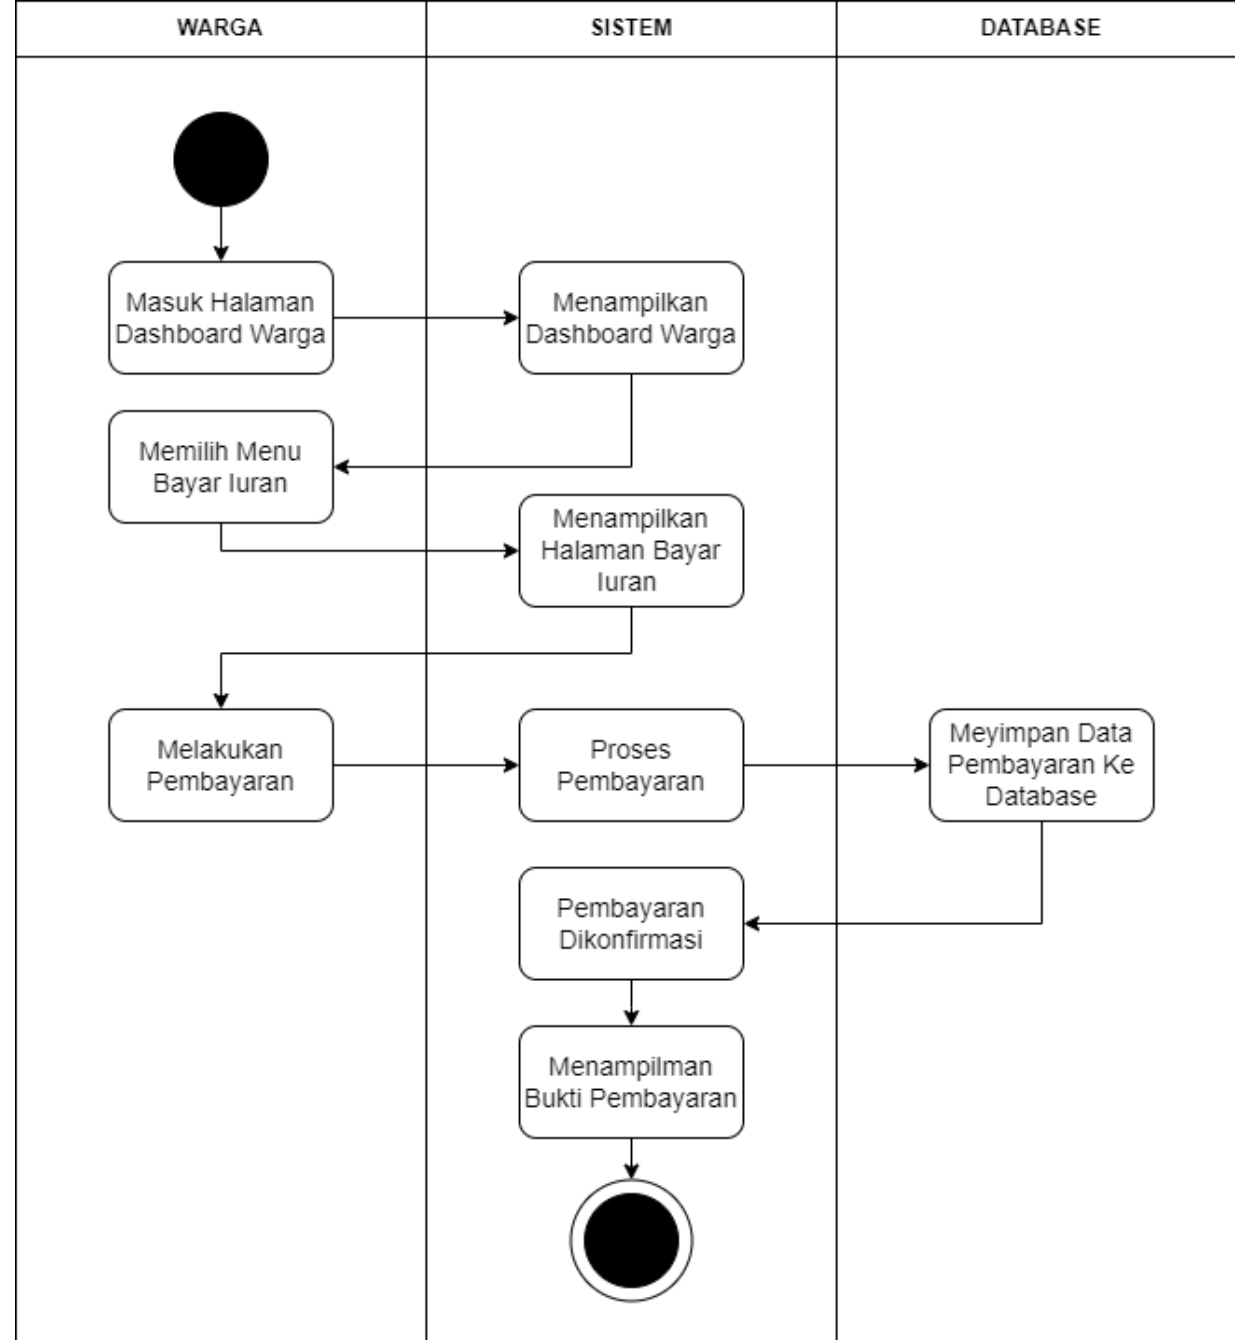 WARGA
SISTEM
DATABASE
Masuk Halaman
Dashboard Warga
Menampilkan
Dashboard Warga
Memilih Menu
Bayar Iuran
Menampilkan
Halaman Bayar
Iuran
Melakukan
Pembayaran
Proses
Pembayaran
Meyimpan Data
Pembayaran Ke
Database
Pembayaran
Dikonfirmasi
Menampilman
Bukti Pembayaran